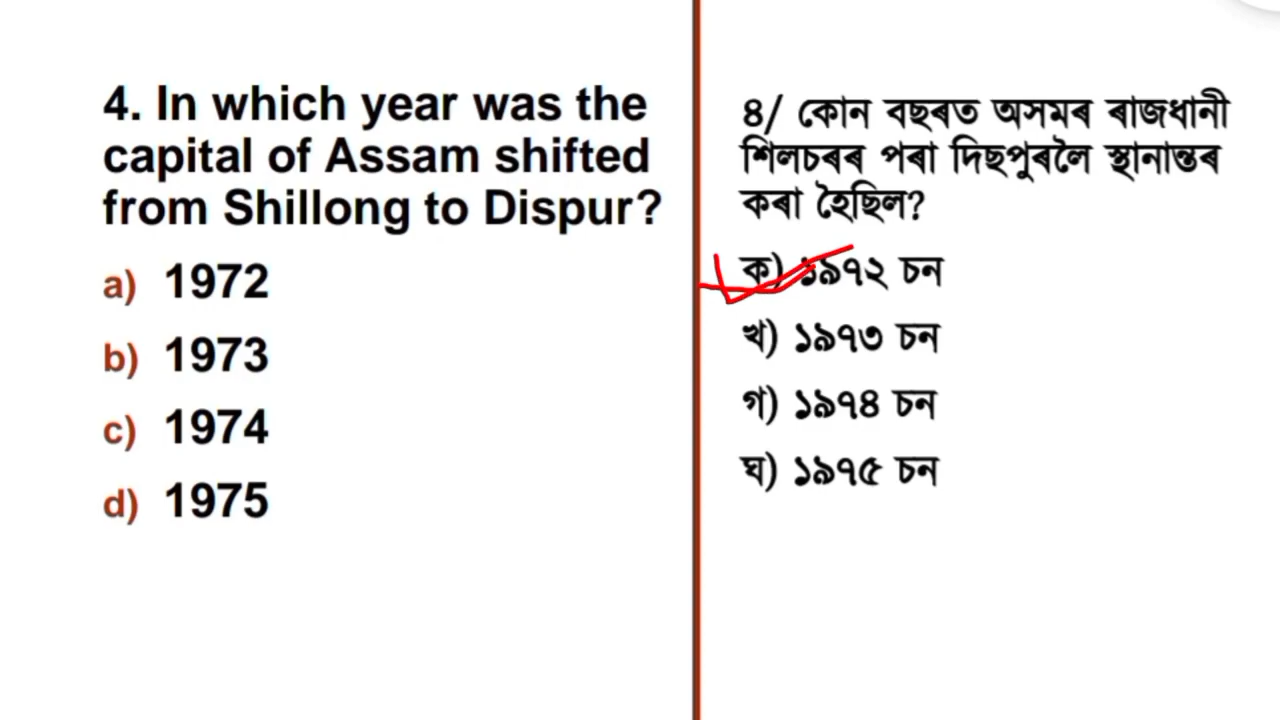 4. In which year was the
capital of Assam shifted
from Shillong to Dispur?
a) 1972
b) 1973
c) 1974
d) 1975
৪/ কোন বছৰত অসমৰ ৰাজধানী
শিলচৰৰ পৰা দিছপুৰলৈ স্থানান্তৰ
কৰা হৈছিল?
ক) ১৯৭২ চন
খ) ১৯৭৩ চন
গ) ১৯৭৪ চন
ঘ) ১৯৭৫ চন